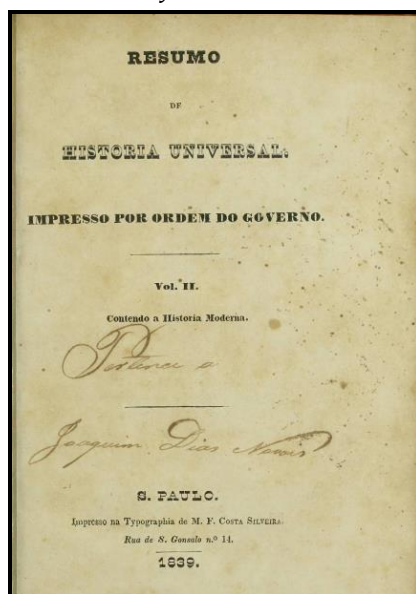 RESUMO
DE
HISTORIA UNIVERSAL:
IMPRESSO POR ORDEM DO GOVERNO.
Vol. II.
Contendo a Historia Moderna.
Pertence a
Joaquim Dias
S. PAULO.
Impresso na Typographia de M. F. COSTA SILVEIRA.
Rua de S. Gonsalo n.º 14.
1839.